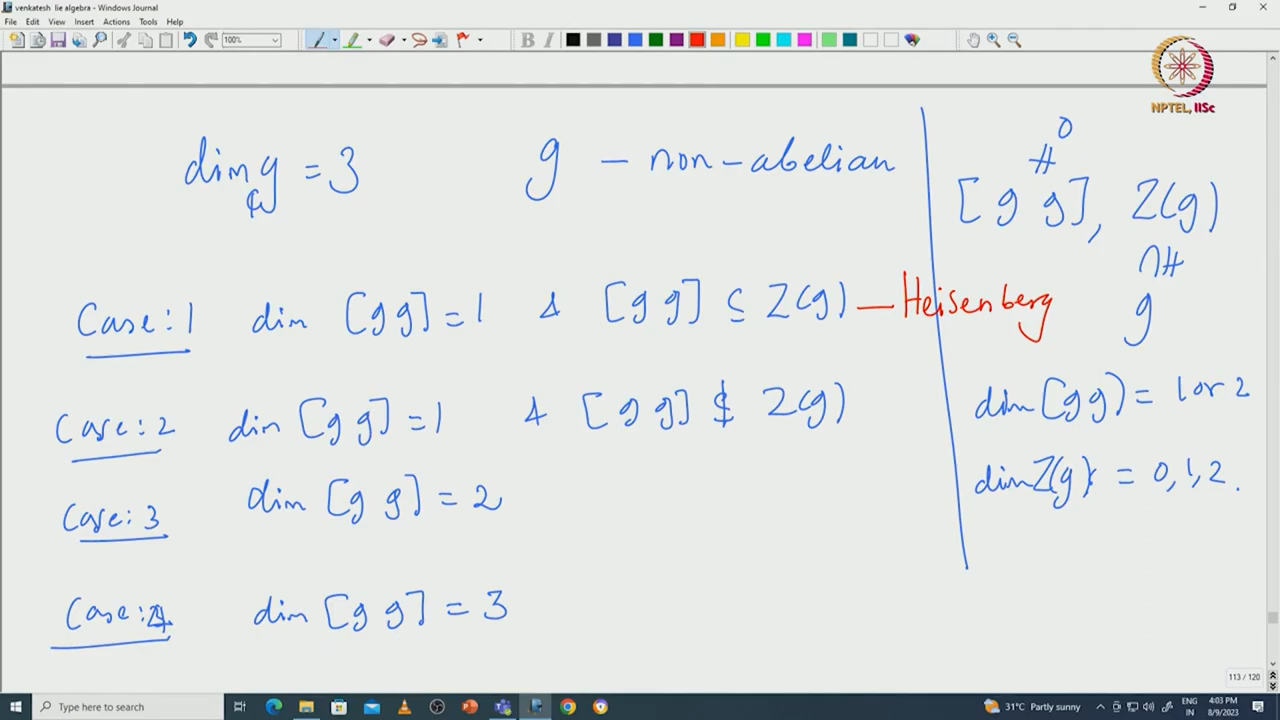 venkatesh lie algebra - Windows Journal
File Edit View Insert Actions Tools Help
100%
NPTEL, IISc
dim g = 3 g - non-abelian
ℂ
Case: 1 dim [g g] = 1 & [g g] ⊆ Z(g) — Heisenberg
Case: 2 dim [g g] = 1 & [g g] ⊈ Z(g)
Case: 3 dim [g g] = 2
Case: 4 dim [g g] = 3
0
≠
[g g], Z(g)
∩≠
g
dim [g g] = 1 or 2
dim Z(g) = 0, 1, 2.
113 / 120
Type here to search
31°C Partly sunny
ENG
IN
4:03 PM
8/9/2023